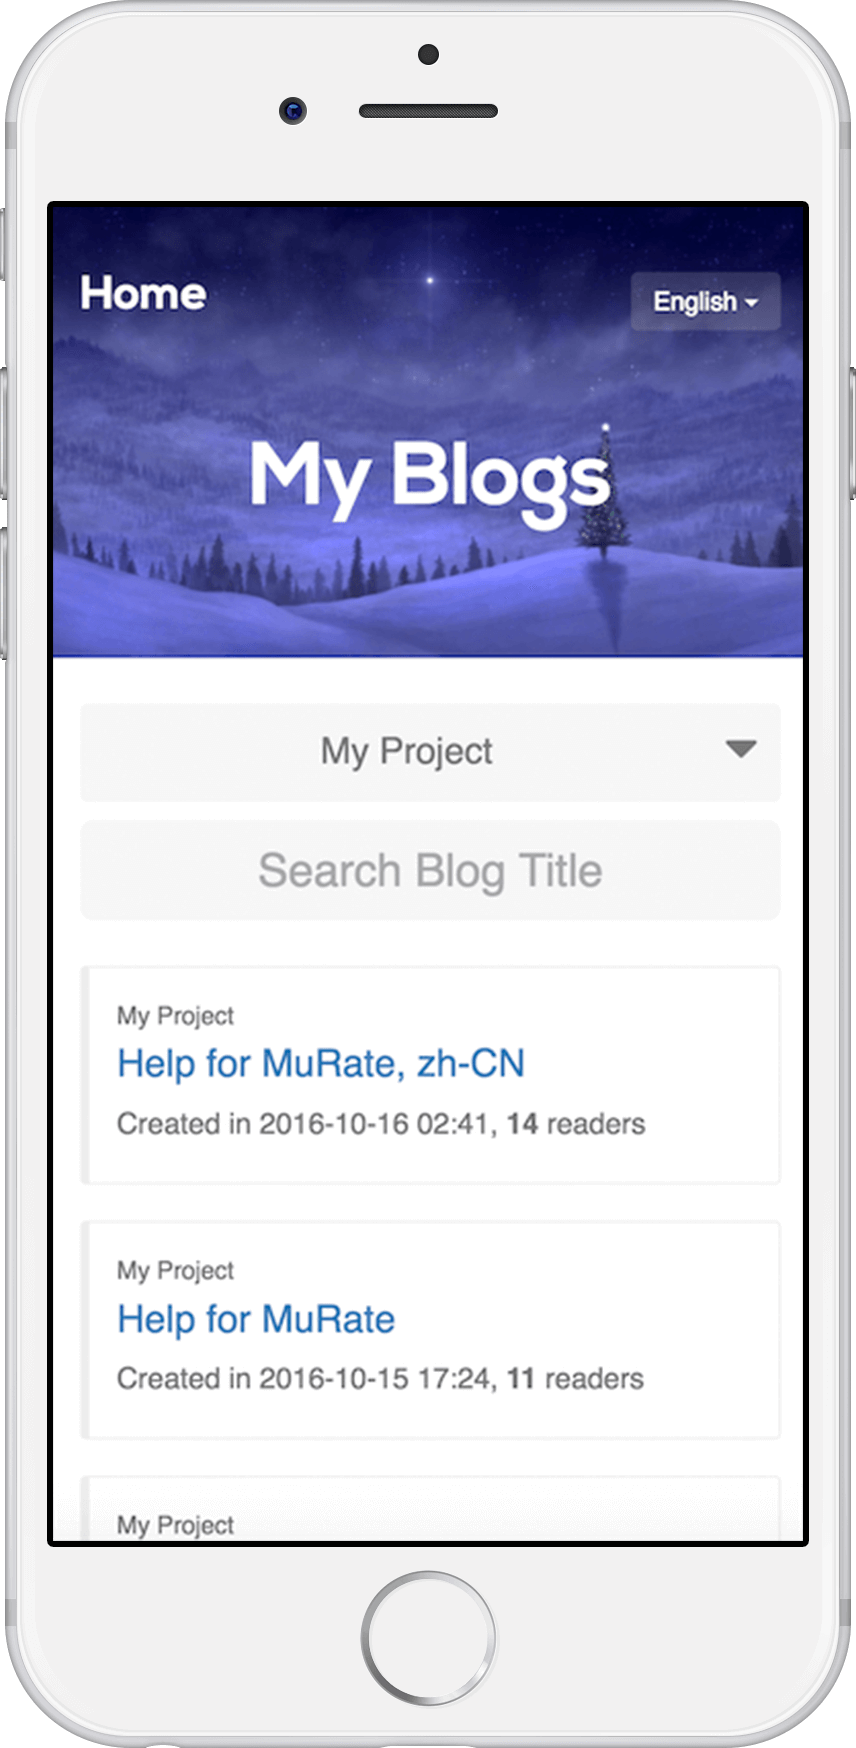 Home
English
My Blogs
My Project
Search Blog Title
My Project
Help for MuRate, zh-CN
Created in 2016-10-16 02:41, 14 readers
My Project
Help for MuRate
Created in 2016-10-15 17:24, 11 readers
My Project